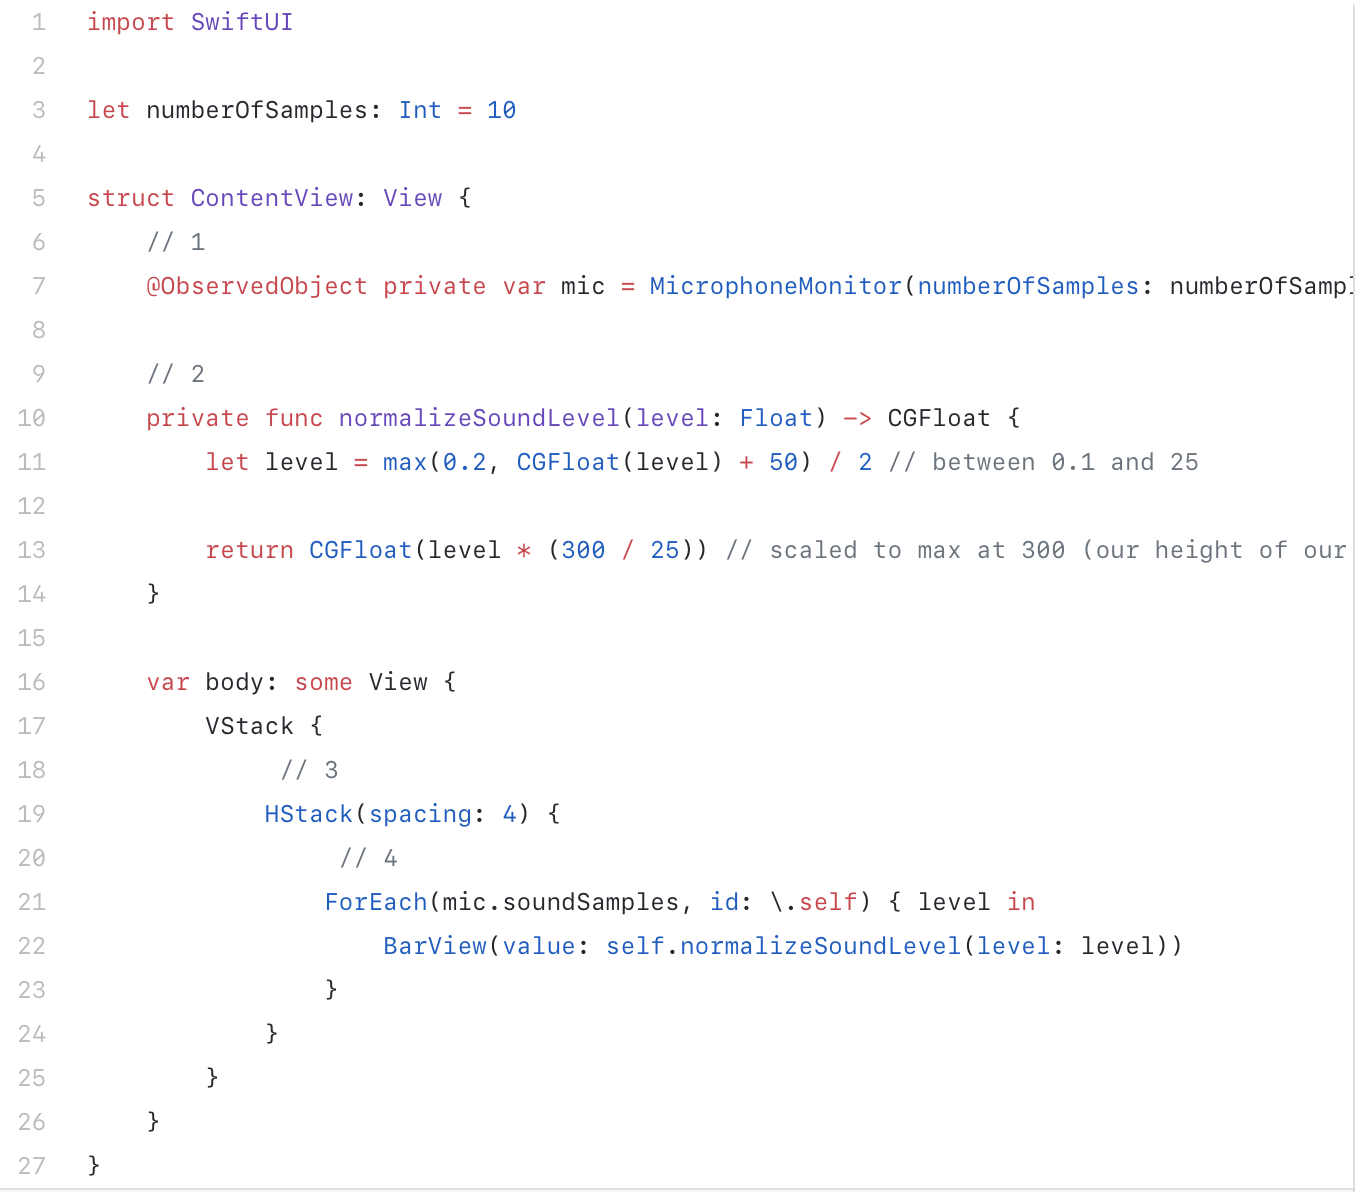 1 import SwiftUI
2
3 let numberOfSamples: Int = 10
4
5 struct ContentView: View {
6     // 1
7     @ObservedObject private var mic = MicrophoneMonitor(numberOfSamples: numberOfSampl
8
9     // 2
10     private func normalizeSoundLevel(level: Float) -> CGFloat {
11         let level = max(0.2, CGFloat(level) + 50) / 2 // between 0.1 and 25
12
13         return CGFloat(level * (300 / 25)) // scaled to max at 300 (our height of our
14     }
15
16     var body: some View {
17         VStack {
18              // 3
19             HStack(spacing: 4) {
20                  // 4
21                 ForEach(mic.soundSamples, id: \.self) { level in
22                     BarView(value: self.normalizeSoundLevel(level: level))
23                 }
24             }
25         }
26     }
27 }